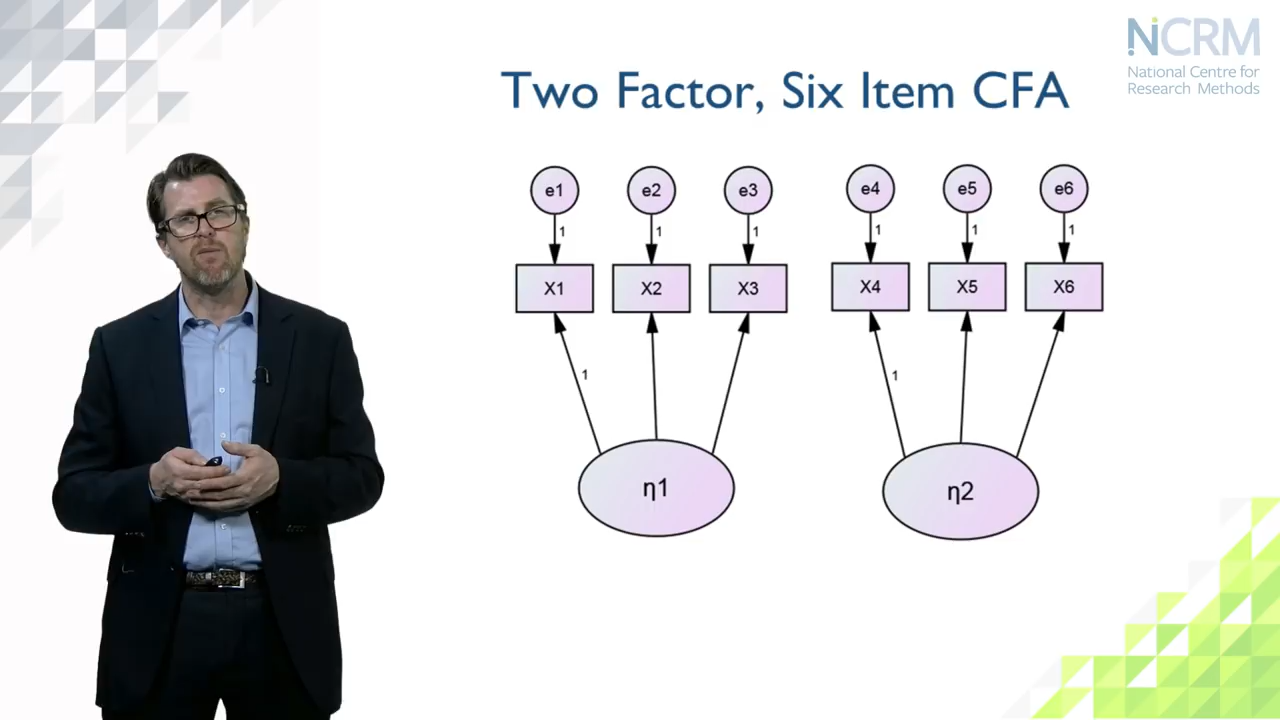 NCRM
National Centre for
Research Methods
Two Factor, Six Item CFA
e1 e2 e3 e4 e5 e6
1 1 1 1 1 1
X1 X2 X3 X4 X5 X6
1 1
η1 η2